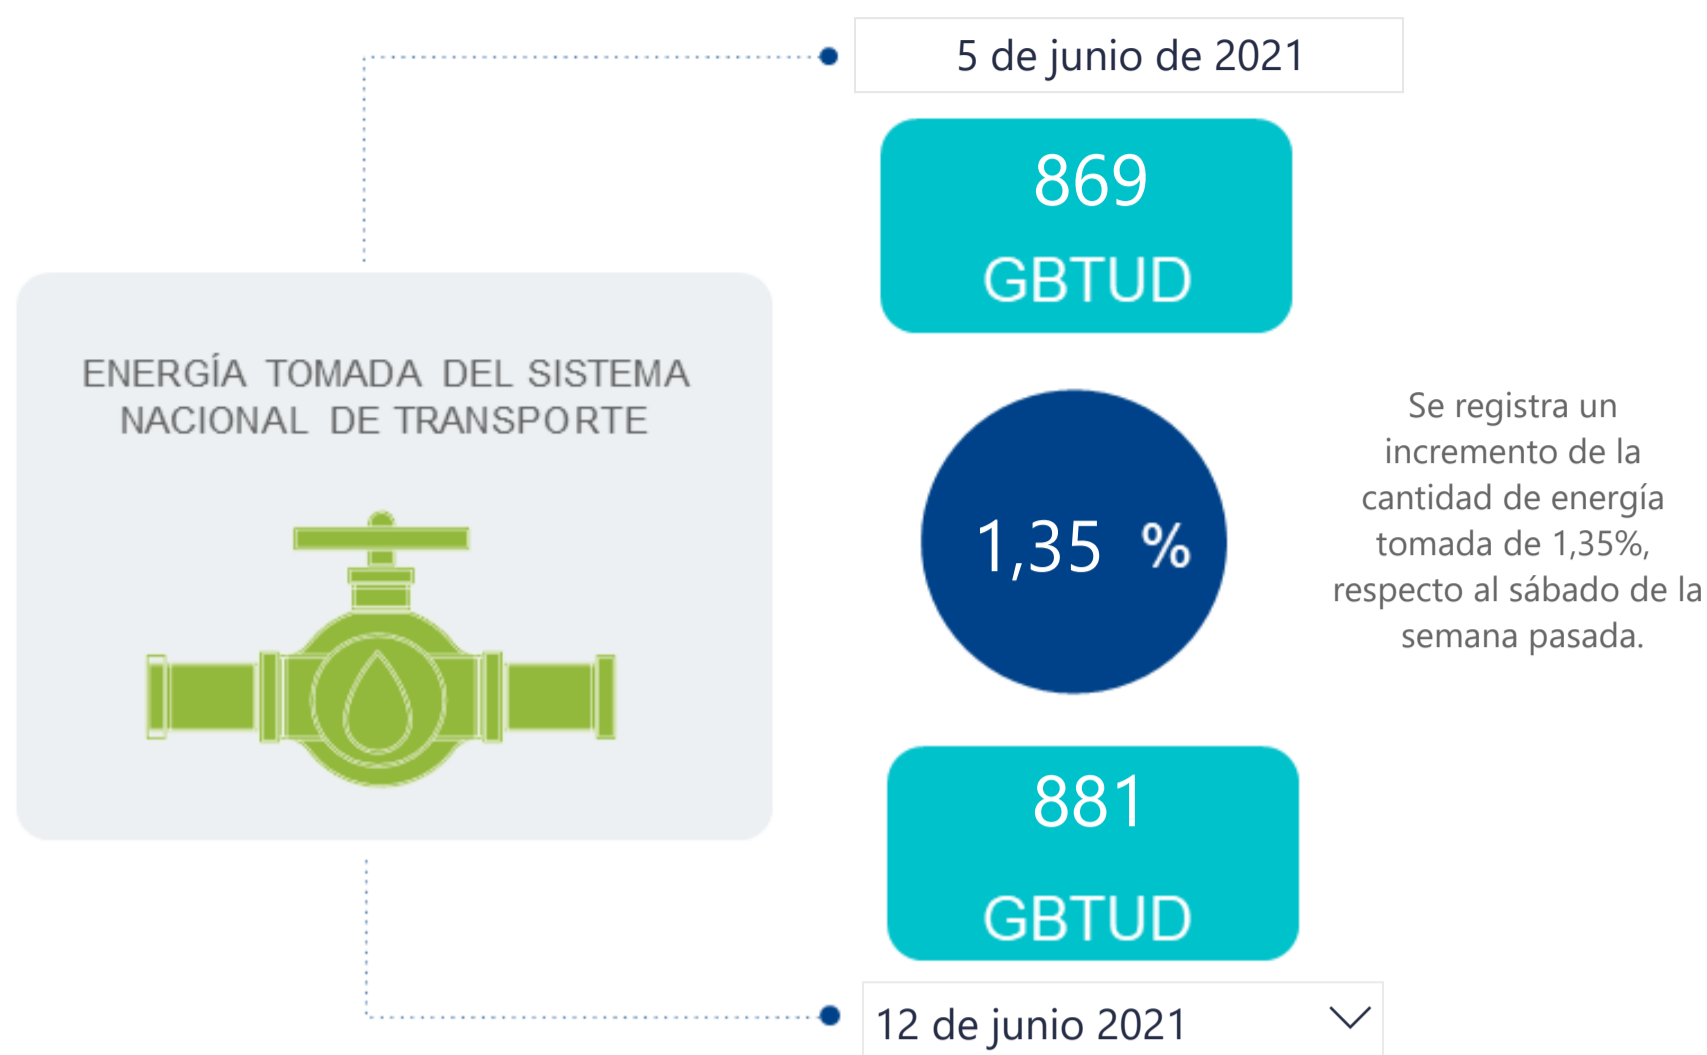 5 de junio de 2021
869
GBTUD
ENERGÍA TOMADA DEL SISTEMA
NACIONAL DE TRANSPORTE
1,35 %
Se registra un
incremento de la
cantidad de energía
tomada de 1,35%,
respecto al sábado de la
semana pasada.
881
GBTUD
12 de junio 2021